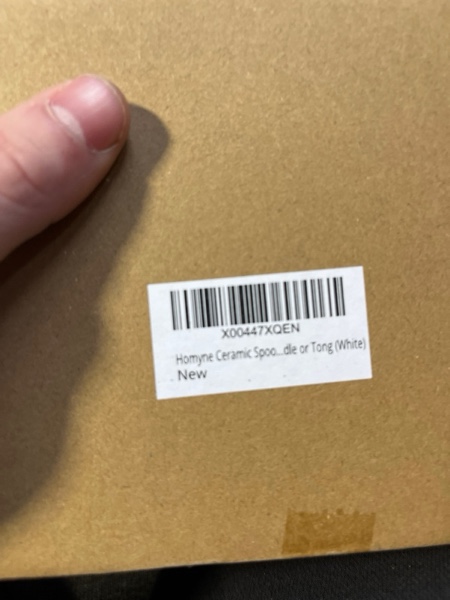 X00447XQEN
Homyne Ceramic Spoo...dle or Tong (White)
New